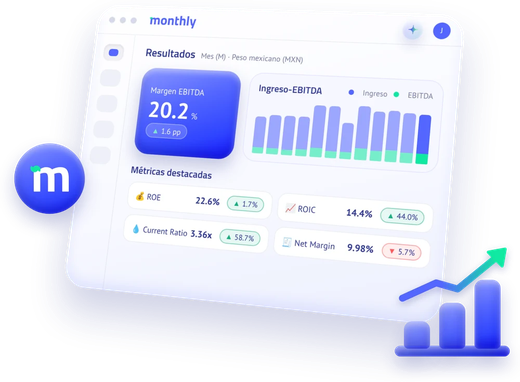 monthly
J
Resultados Mes (M) · Peso mexicano (MXN)
Margen EBITDA
20.2 %
▲ 1.6 pp
Ingreso-EBITDA
Ingreso EBITDA
Métricas destacadas
ROE 22.6% ▲ 1.7%
ROIC 14.4% ▲ 44.0%
Current Ratio 3.36x ▲ 58.7%
Net Margin 9.98% ▼ 5.7%
m